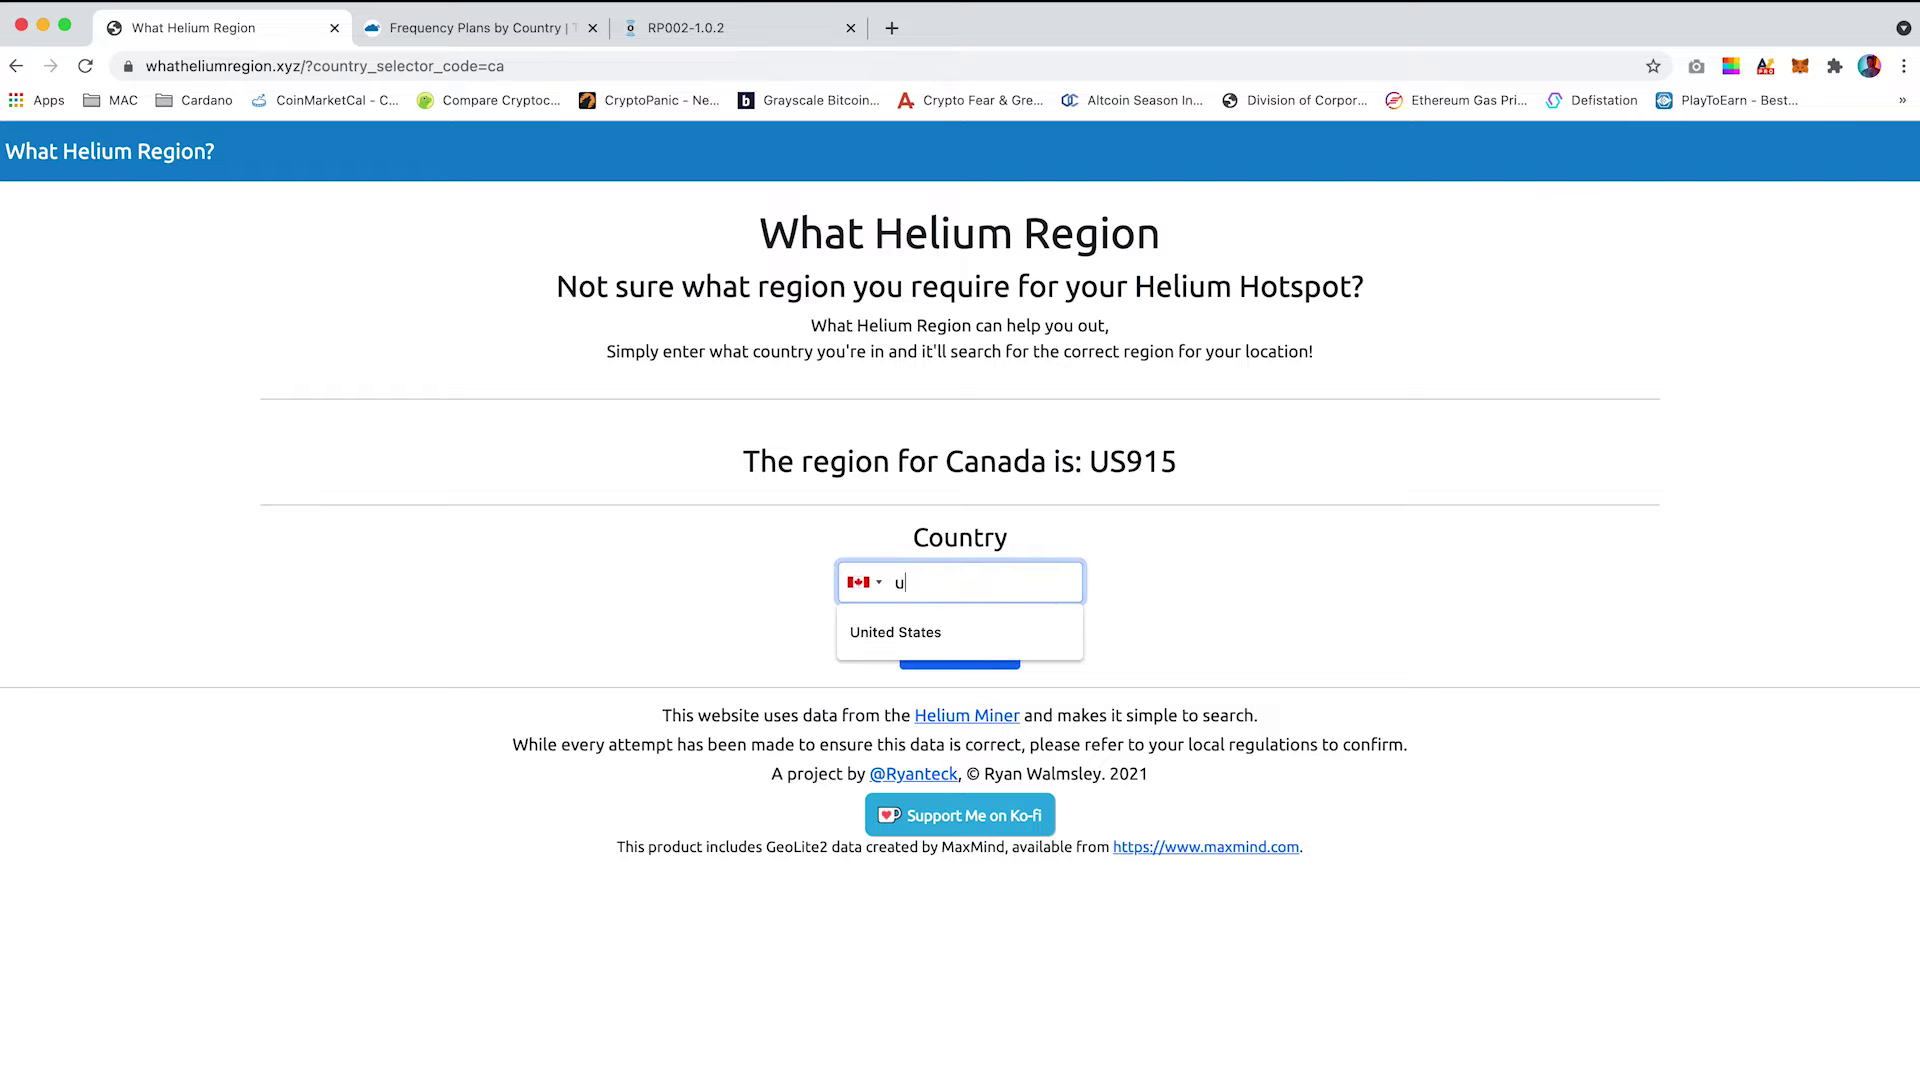 What Helium Region
Frequency Plans by Country | T
RP002-1.0.2
whatheliumregion.xyz/?country_selector_code=ca
Apps
MAC
Cardano
CoinMarketCal - C...
Compare Cryptoc...
CryptoPanic - Ne...
Grayscale Bitcoin...
Crypto Fear & Gre...
Altcoin Season In...
Division of Corpor...
Ethereum Gas Pri...
Defistation
PlayToEarn - Best...
»
What Helium Region?
What Helium Region
Not sure what region you require for your Helium Hotspot?
What Helium Region can help you out,
Simply enter what country you're in and it'll search for the correct region for your location!
The region for Canada is: US915
Country
u
United States
This website uses data from the Helium Miner and makes it simple to search.
While every attempt has been made to ensure this data is correct, please refer to your local regulations to confirm.
A project by @Ryanteck, © Ryan Walmsley. 2021
Support Me on Ko-fi
This product includes GeoLite2 data created by MaxMind, available from https://www.maxmind.com.